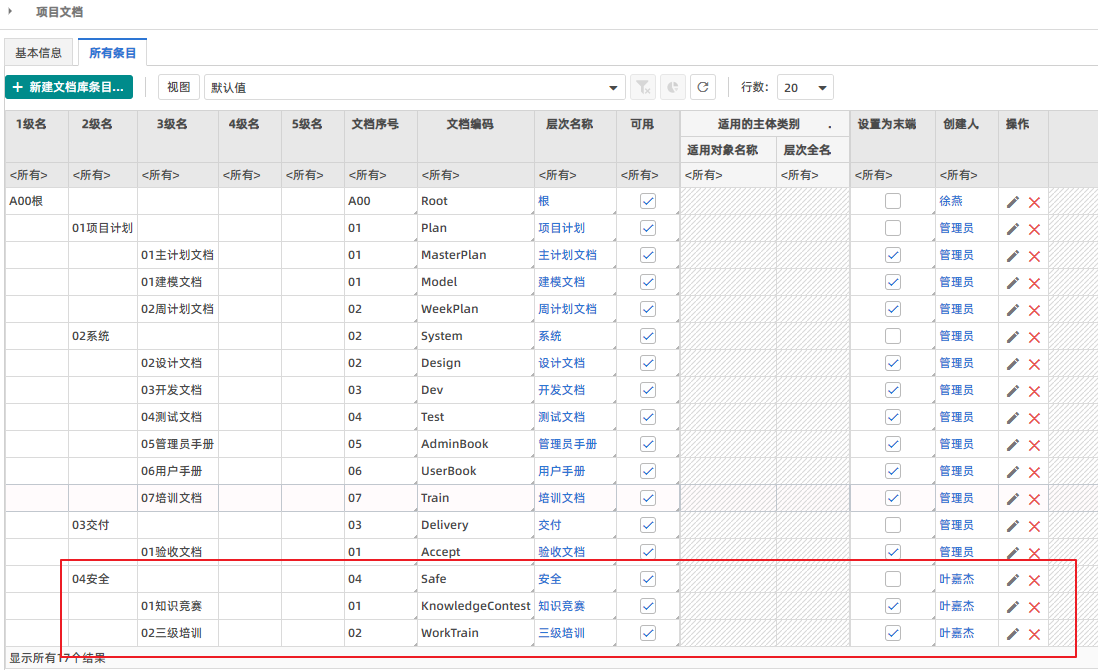 项目文档
基本信息 所有条目
+ 新建文档库条目... 视图 默认值 行数: 20
1级名 2级名 3级名 4级名 5级名 文档序号 文档编码 层次名称 可用 适用的主体类别 . 设置为末端 创建人 操作
适用对象名称 层次全名
<所有> <所有> <所有> <所有> <所有> <所有> <所有> <所有> <所有> <所有> <所有> <所有> <所有>
A00根 A00 Root 根 徐燕
01项目计划 01 Plan 项目计划 管理员
01主计划文档 01 MasterPlan 主计划文档 管理员
01建模文档 01 Model 建模文档 管理员
02周计划文档 02 WeekPlan 周计划文档 管理员
02系统 02 System 系统 管理员
02设计文档 02 Design 设计文档 管理员
03开发文档 03 Dev 开发文档 管理员
04测试文档 04 Test 测试文档 管理员
05管理员手册 05 AdminBook 管理员手册 管理员
06用户手册 06 UserBook 用户手册 管理员
07培训文档 07 Train 培训文档 管理员
03交付 03 Delivery 交付 管理员
01验收文档 01 Accept 验收文档 管理员
04安全 04 Safe 安全 叶嘉杰
01知识竞赛 01 KnowledgeContest 知识竞赛 叶嘉杰
02三级培训 02 WorkTrain 三级培训 叶嘉杰
显示所有17个结果